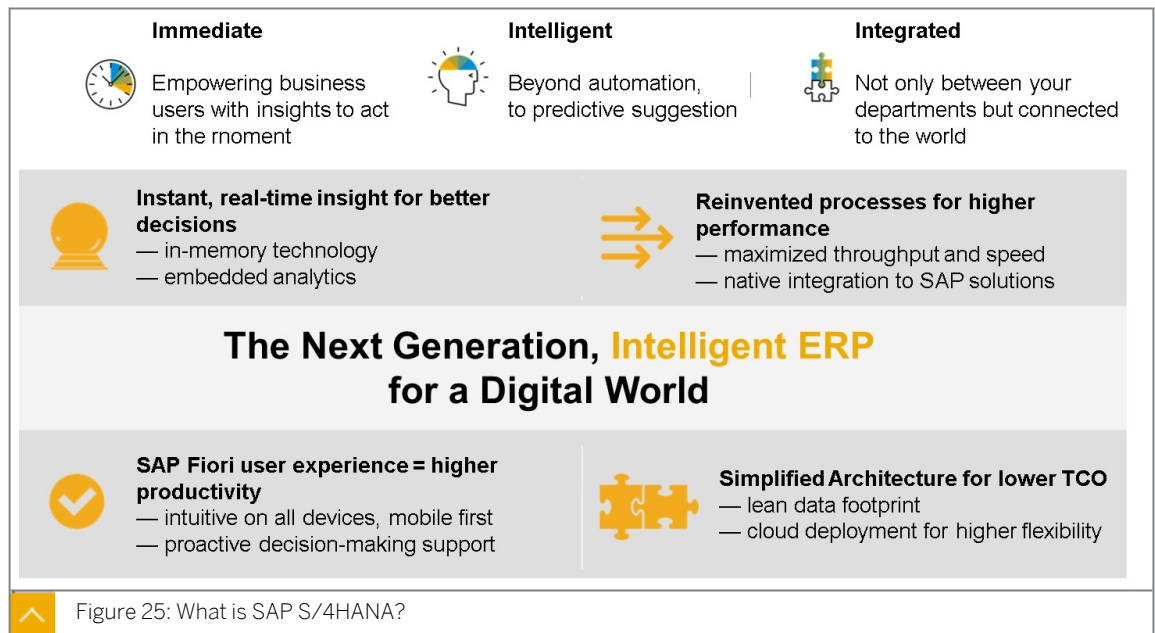 Immediate
Empowering business
users with insights to act
in the rnoment
Intelligent
Beyond automation,
to predictive suggestion
Integrated
Not only between your
departments but connected
to the world
Instant, real-time insight for better
decisions
— in-memory technology
— embedded analytics
Reinvented processes for higher
performance
— maximized throughput and speed
— native integration to SAP solutions
The Next Generation, Intelligent ERP
for a Digital World
SAP Fiori user experience = higher
productivity
— intuitive on all devices, mobile first
— proactive decision-making support
Simplified Architecture for lower TCO
— lean data footprint
— cloud deployment for higher flexibility
Figure 25: What is SAP S/4HANA?